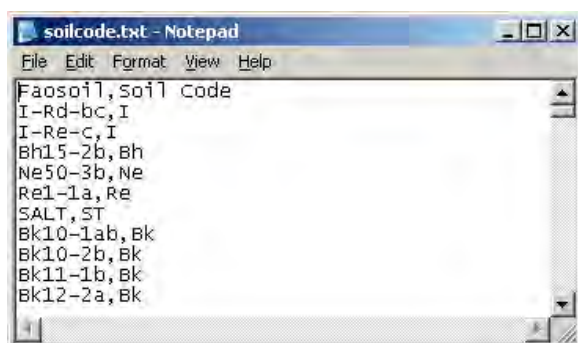 soilcode.txt - Notepad
File Edit Format View Help
Faosoil,Soil Code
I-Rd-bc,I
I-Re-c,I
Bh15-2b,Bh
Ne50-3b,Ne
Re1-1a,Re
SALT,ST
Bk10-1ab,Bk
Bk10-2b,Bk
Bk11-1b,Bk
Bk12-2a,Bk